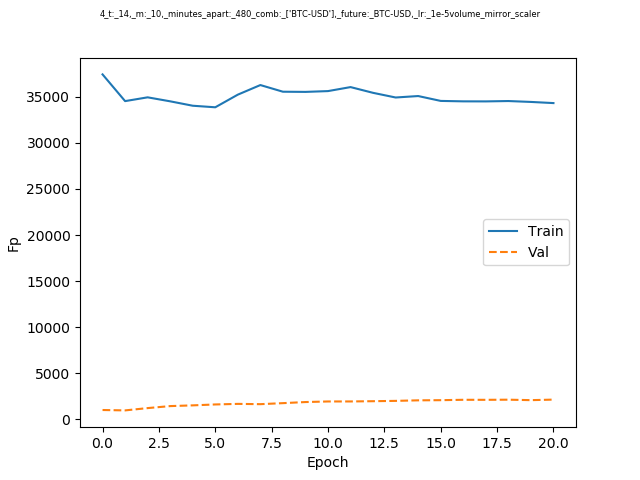 4_t:_14,_m:_10,_minutes_apart:_480_comb:_['BTC-USD'],_future:_BTC-USD,_lr:_1e-5volume_mirror_scaler
35000
30000
25000
20000
15000
10000
5000
0
Fp
Train
Val
0.0 2.5 5.0 7.5 10.0 12.5 15.0 17.5 20.0
Epoch